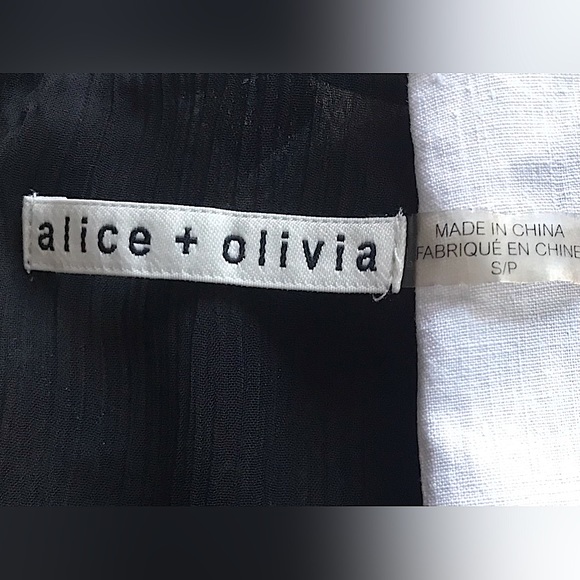 alice + olivia
MADE IN CHINA
FABRIQUÉ EN CHINE
S/P